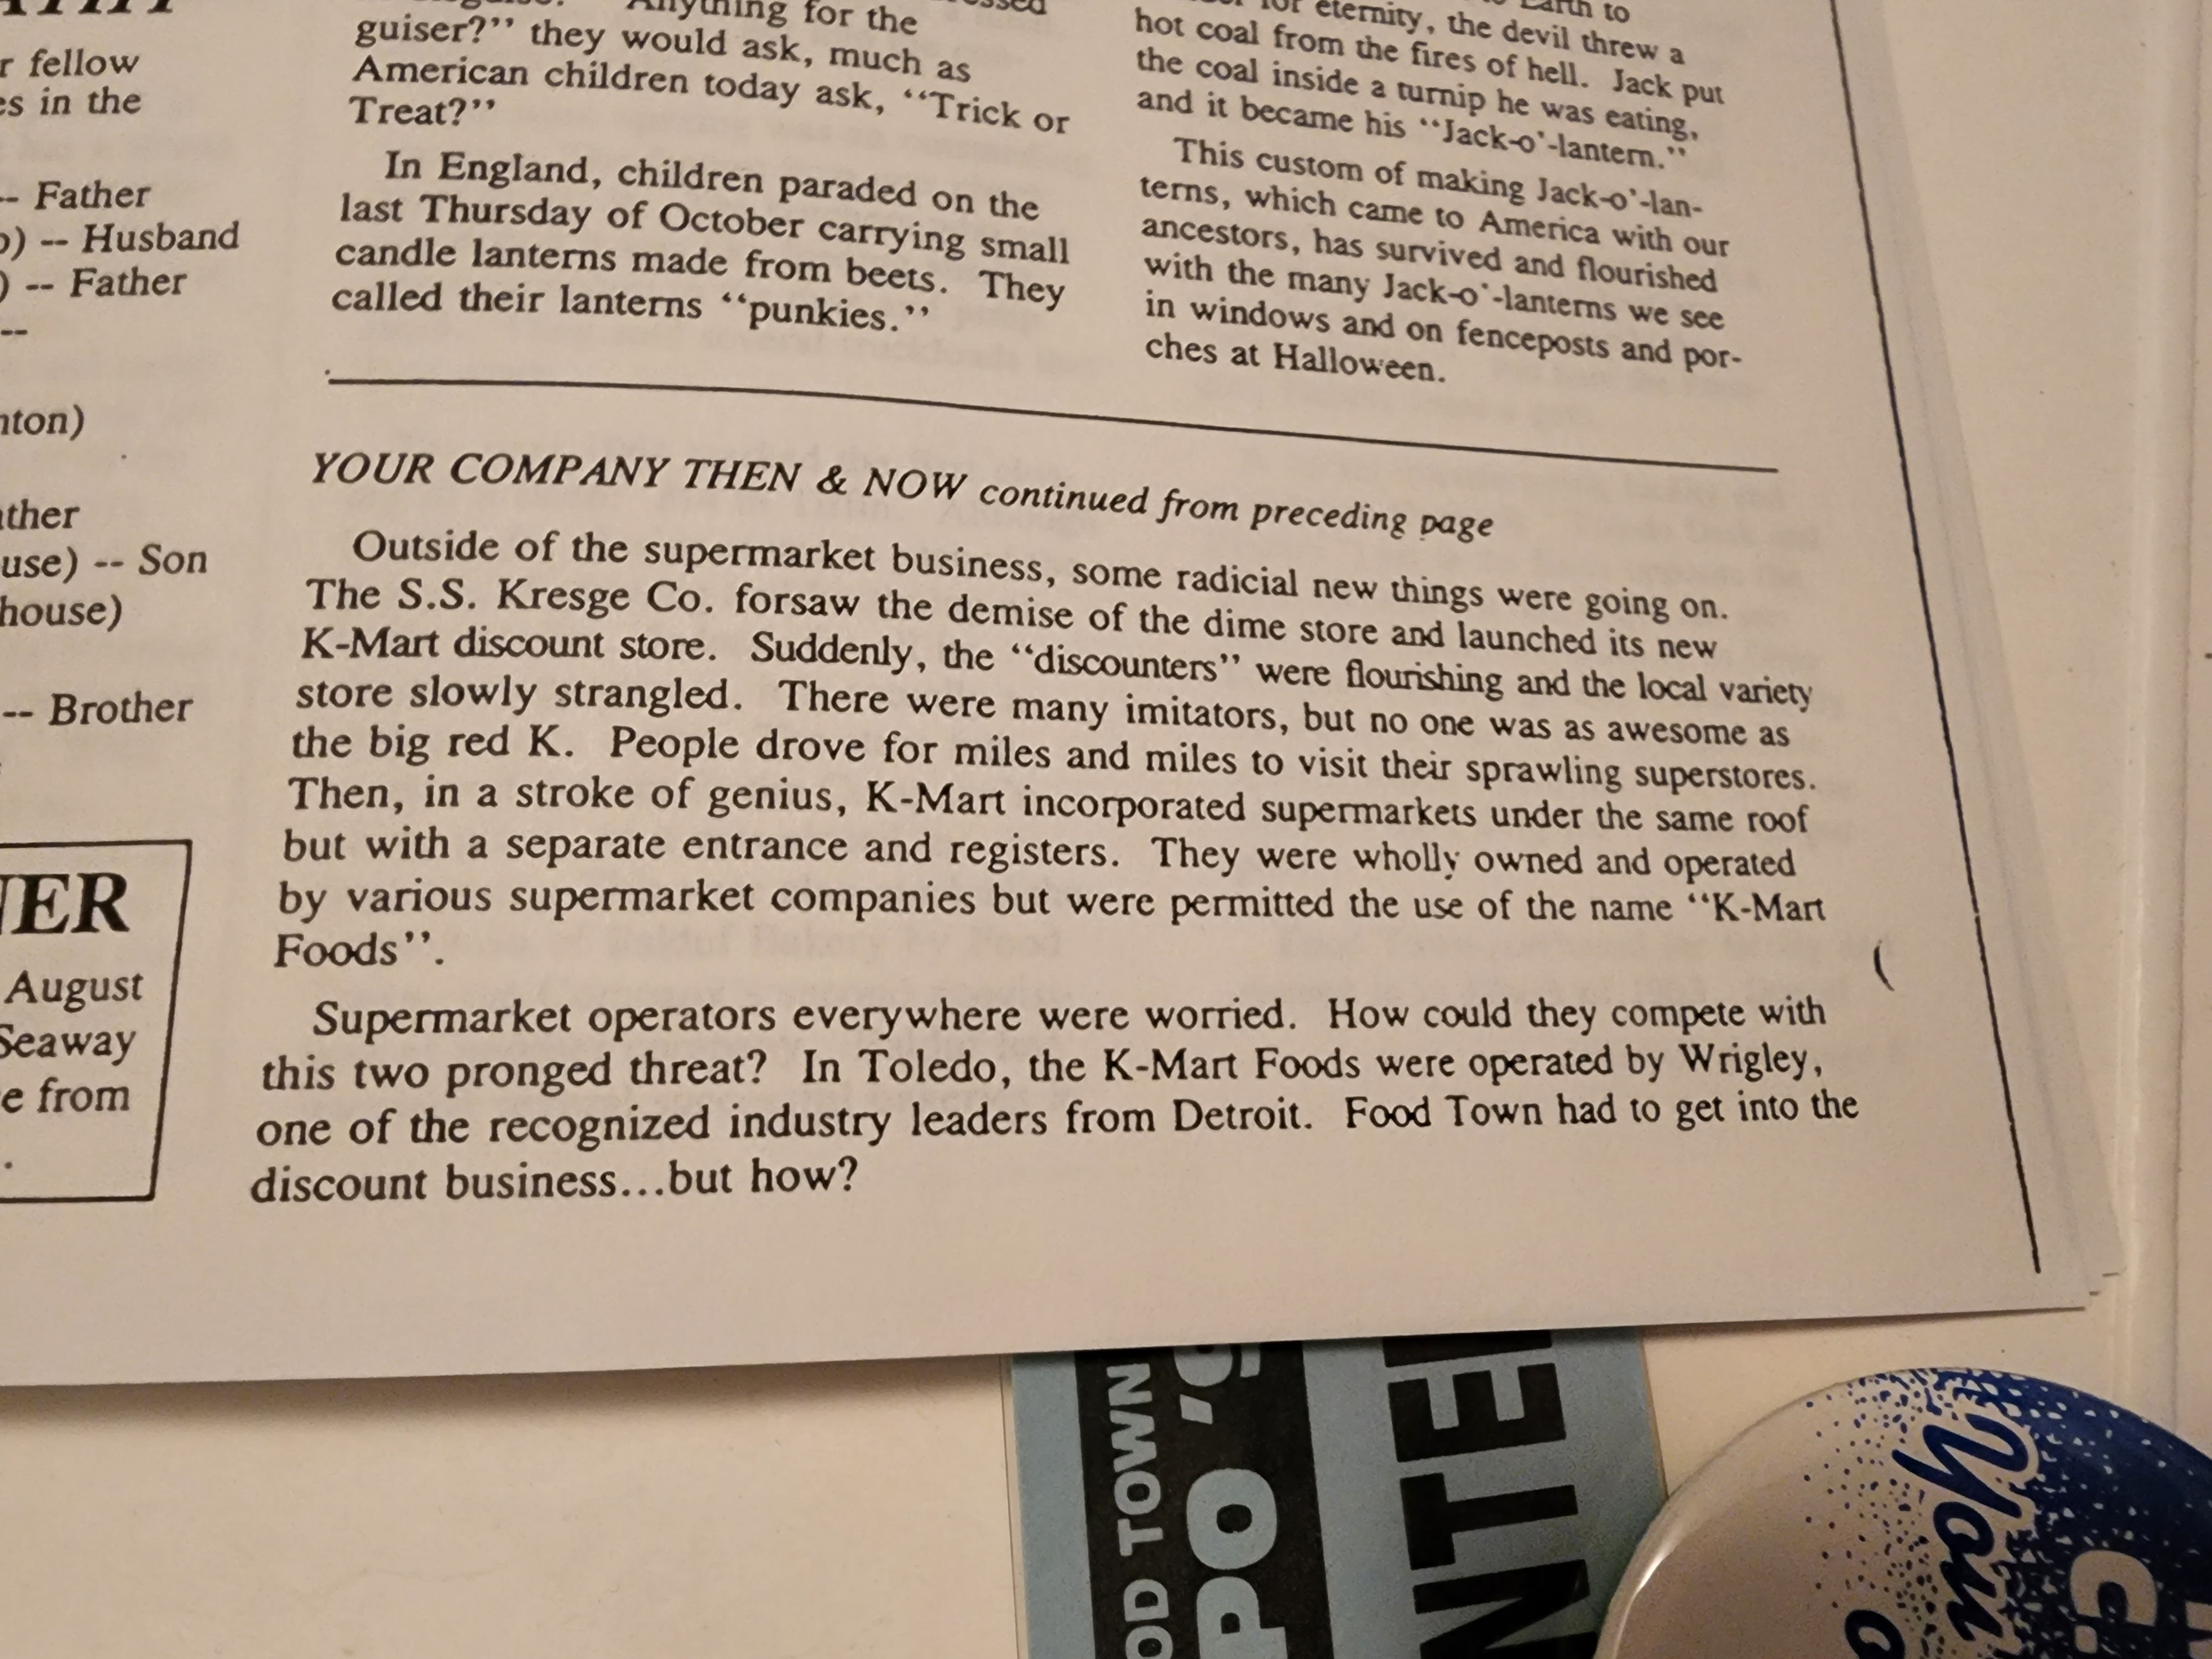 r fellow
es in the
-- Father
-- Husband
-- Father
--
nton)
ather
use) -- Son
house)
-- Brother
VER
August
Seaway
e from
.
Anything for the
guiser?'' they would ask, much as
American children today ask, ``Trick or
Treat?''
In England, children paraded on the
last Thursday of October carrying small
candle lanterns made from beets. They
called their lanterns ``punkies.''
Earth to
for eternity, the devil threw a
hot coal from the fires of hell. Jack put
the coal inside a turnip he was eating,
and it became his ``Jack-o'-lantern.''
This custom of making Jack-o'-lan-
terns, which came to America with our
ancestors, has survived and flourished
with the many Jack-o'-lanterns we see
in windows and on fenceposts and por-
ches at Halloween.
YOUR COMPANY THEN & NOW continued from preceding page
Outside of the supermarket business, some radicial new things were going on.
The S.S. Kresge Co. forsaw the demise of the dime store and launched its new
K-Mart discount store. Suddenly, the ``discounters'' were flourishing and the local variety
store slowly strangled. There were many imitators, but no one was as awesome as
the big red K. People drove for miles and miles to visit their sprawling superstores.
Then, in a stroke of genius, K-Mart incorporated supermarkets under the same roof
but with a separate entrance and registers. They were wholly owned and operated
by various supermarket companies but were permitted the use of the name ``K-Mart
Foods''.
Supermarket operators everywhere were worried. How could they compete with
this two pronged threat? In Toledo, the K-Mart Foods were operated by Wrigley,
one of the recognized industry leaders from Detroit. Food Town had to get into the
discount business...but how?
OD TOWN
PO '9
NTE
You